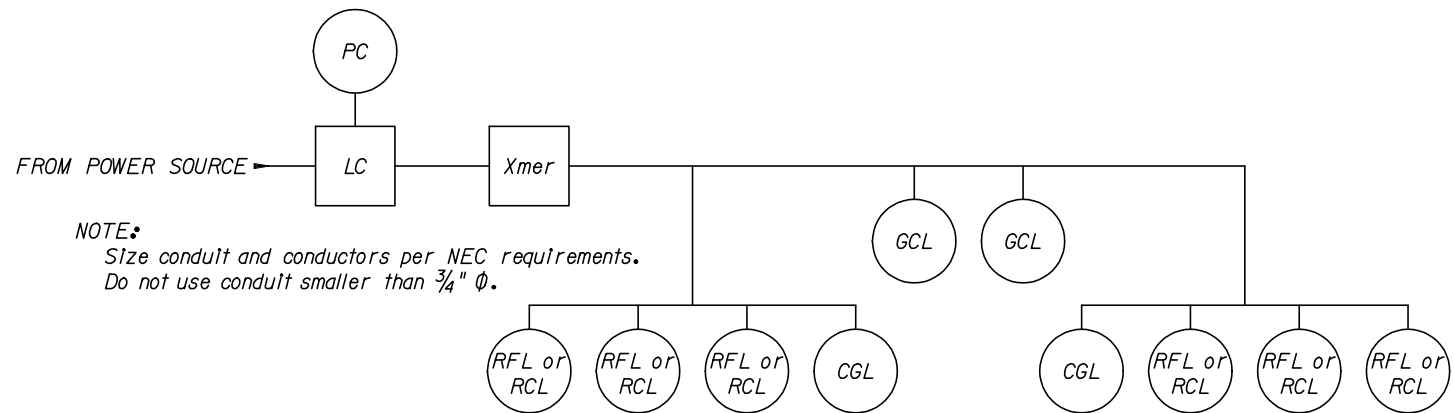 PC
FROM POWER SOURCE
LC
Xmer
NOTE:
Size conduit and conductors per NEC requirements.
Do not use conduit smaller than ¾" Φ.
GCL
GCL
RFL or
RCL
RFL or
RCL
RFL or
RCL
CGL
CGL
RFL or
RCL
RFL or
RCL
RFL or
RCL